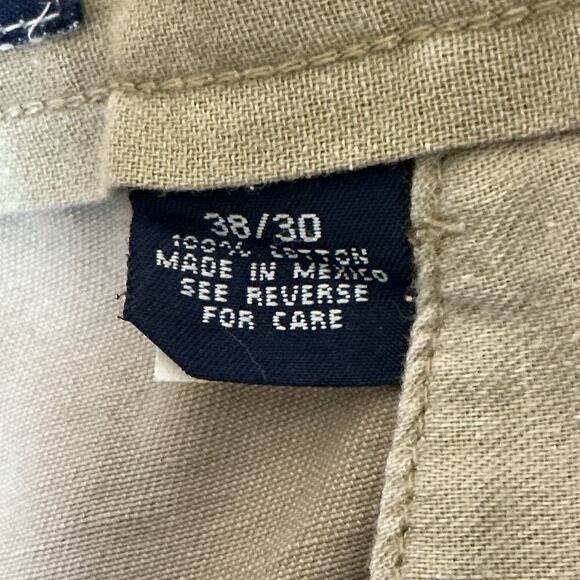 38/30
100% COTTON
MADE IN MEXICO
SEE REVERSE
FOR CARE